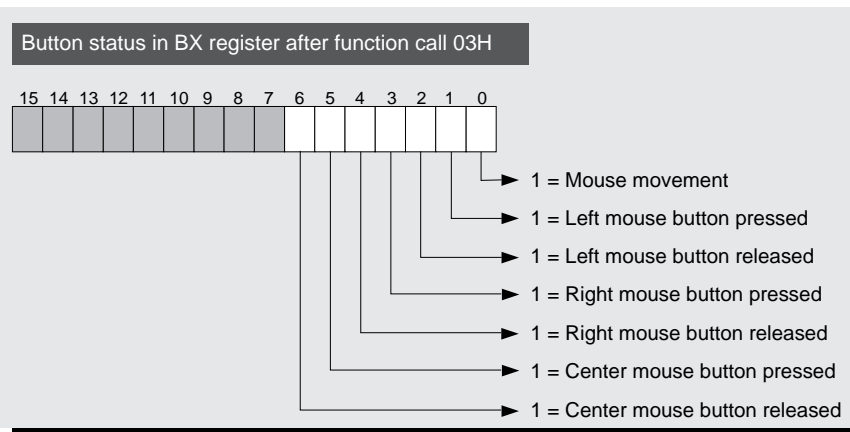 Button status in BX register after function call 03H
15 14 13 12 11 10 9 8 7 6 5 4 3 2 1 0
1 = Mouse movement
1 = Left mouse button pressed
1 = Left mouse button released
1 = Right mouse button pressed
1 = Right mouse button released
1 = Center mouse button pressed
1 = Center mouse button released